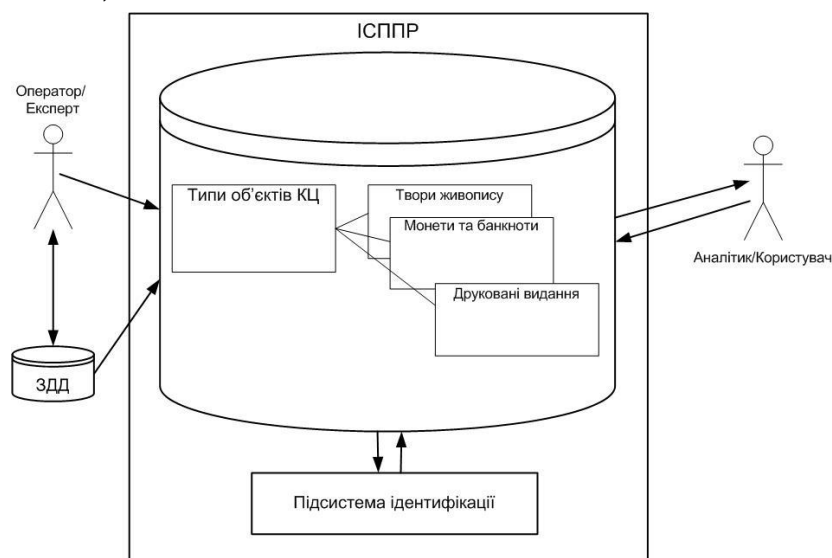 ІСППР
Оператор/
Експерт
Типи об’єктів КЦ
Твори живопису
Монети та банкноти
Друковані видання
Аналітик/Користувач
ЗДД
Підсистема ідентифікації